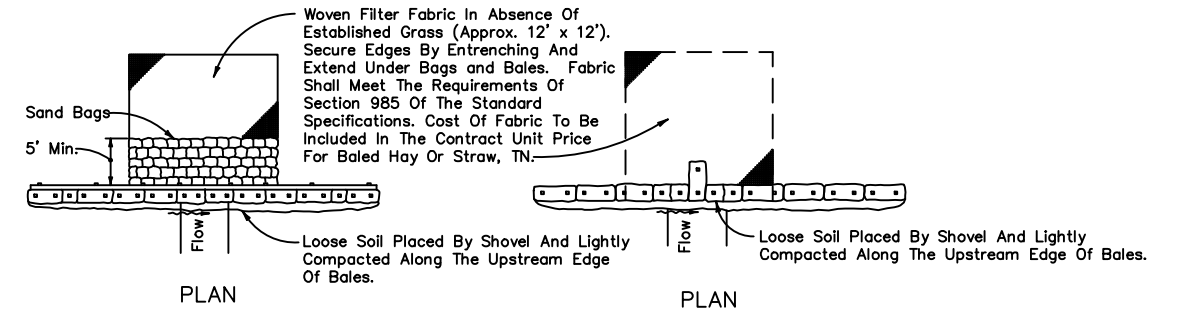 Woven Filter Fabric In Absence Of
Established Grass (Approx. 12' x 12').
Secure Edges By Entrenching And
Extend Under Bags and Bales. Fabric
Shall Meet The Requirements Of
Section 985 Of The Standard
Specifications. Cost Of Fabric To Be
Included In The Contract Unit Price
For Baled Hay Or Straw, TN.
Sand Bags
5' Min.
Flow
Loose Soil Placed By Shovel And Lightly
Compacted Along The Upstream Edge
Of Bales.
PLAN
Flow
Loose Soil Placed By Shovel And Lightly
Compacted Along The Upstream Edge Of Bales.
PLAN